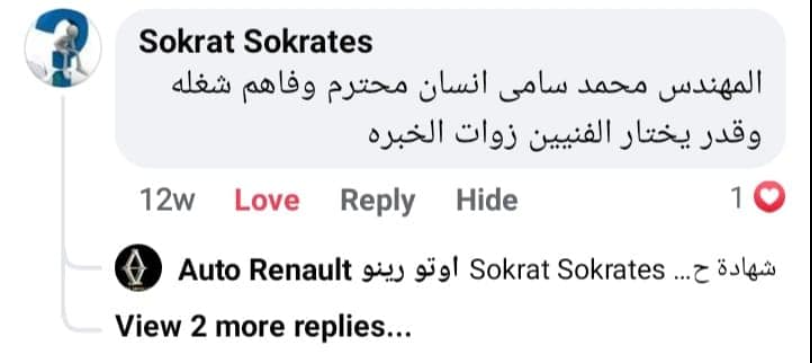 Sokrat Sokrates
المهندس محمد سامى انسان محترم وفاهم شغله
وقدر يختار الفنيين زوات الخبره
12w Love Reply Hide 1
Auto Renault اوتو رينو Sokrat Sokrates شهادة ح...
View 2 more replies...